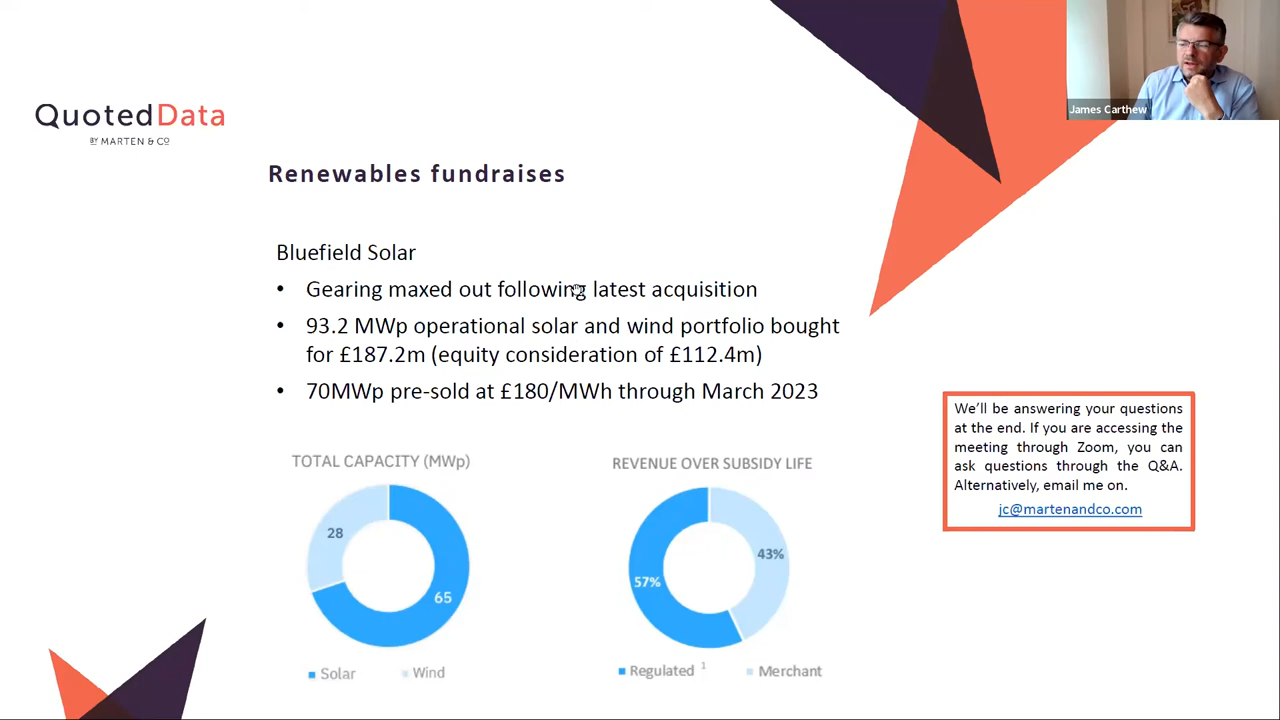 James Carthew
QuotedData
BY MARTEN & CO
Renewables fundraises
Bluefield Solar
• Gearing maxed out following latest acquisition
• 93.2 MWp operational solar and wind portfolio bought
for £187.2m (equity consideration of £112.4m)
• 70MWp pre-sold at £180/MWh through March 2023
We'll be answering your questions
at the end. If you are accessing the
meeting through Zoom, you can
ask questions through the Q&A.
Alternatively, email me on.
jc@martenandco.com
TOTAL CAPACITY (MWp)
28
65
Solar
Wind
REVENUE OVER SUBSIDY LIFE
43%
57%
Regulated 1
Merchant